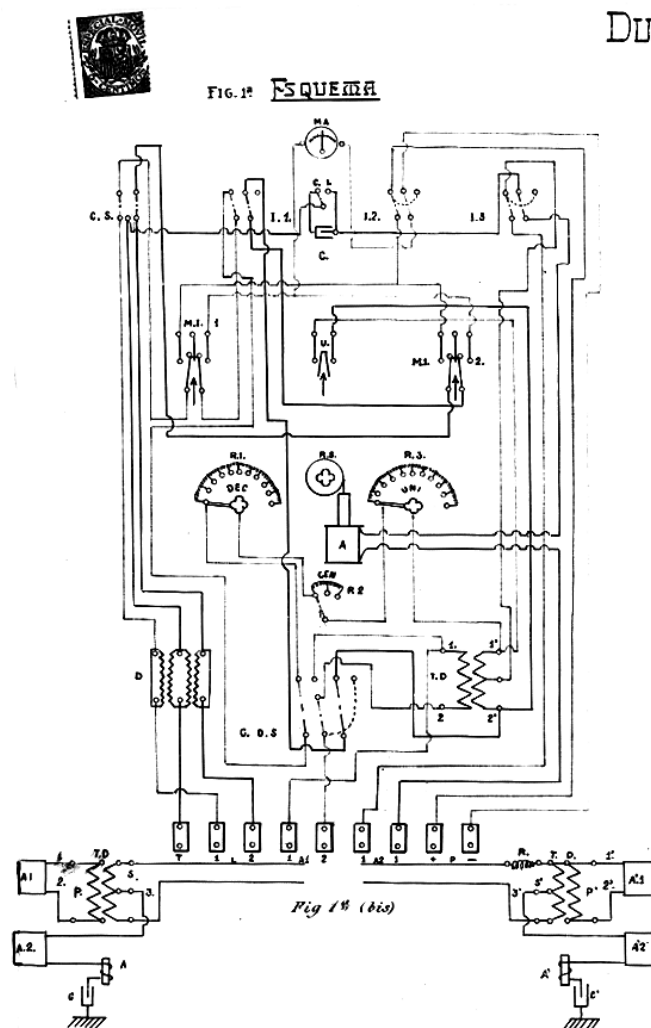 DU
FIG. 1ª ESQUEMA
MA
C. L
C. S.
I. 1.
I. 2.
I. 3
C.
M. I. 1
U.
M. I. 2.
R. 1.
R. S.
R. 3.
DEC
UNI
A
CEN
R 2
D
1. 1'
T. D
2 2'
C. D. S
T 1 L 2 1 A1 2 1 A2 1 + P -
A1 2. P. T.D S. 3.
R. T. D. 1'.
S' P' 2º A'1
3'
Fig 1ª (bis)
A.2. A
A' A'2
C
C'